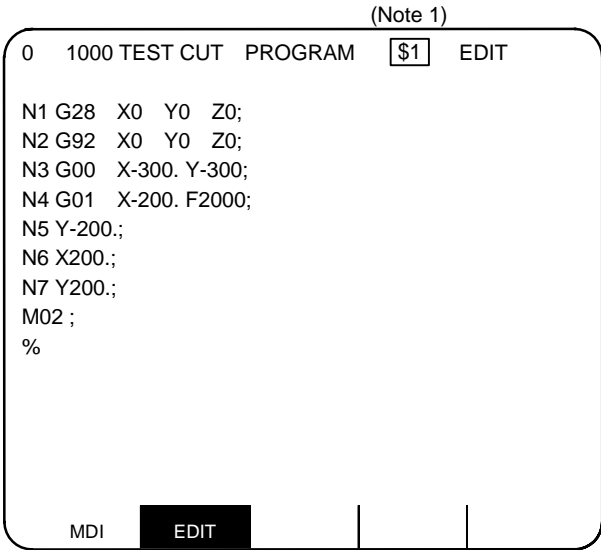 (Note 1)
0 1000 TEST CUT PROGRAM $1 EDIT
N1 G28 X0 Y0 Z0;
N2 G92 X0 Y0 Z0;
N3 G00 X-300. Y-300;
N4 G01 X-200. F2000;
N5 Y-200.;
N6 X200.;
N7 Y200.;
M02 ;
%
MDI EDIT